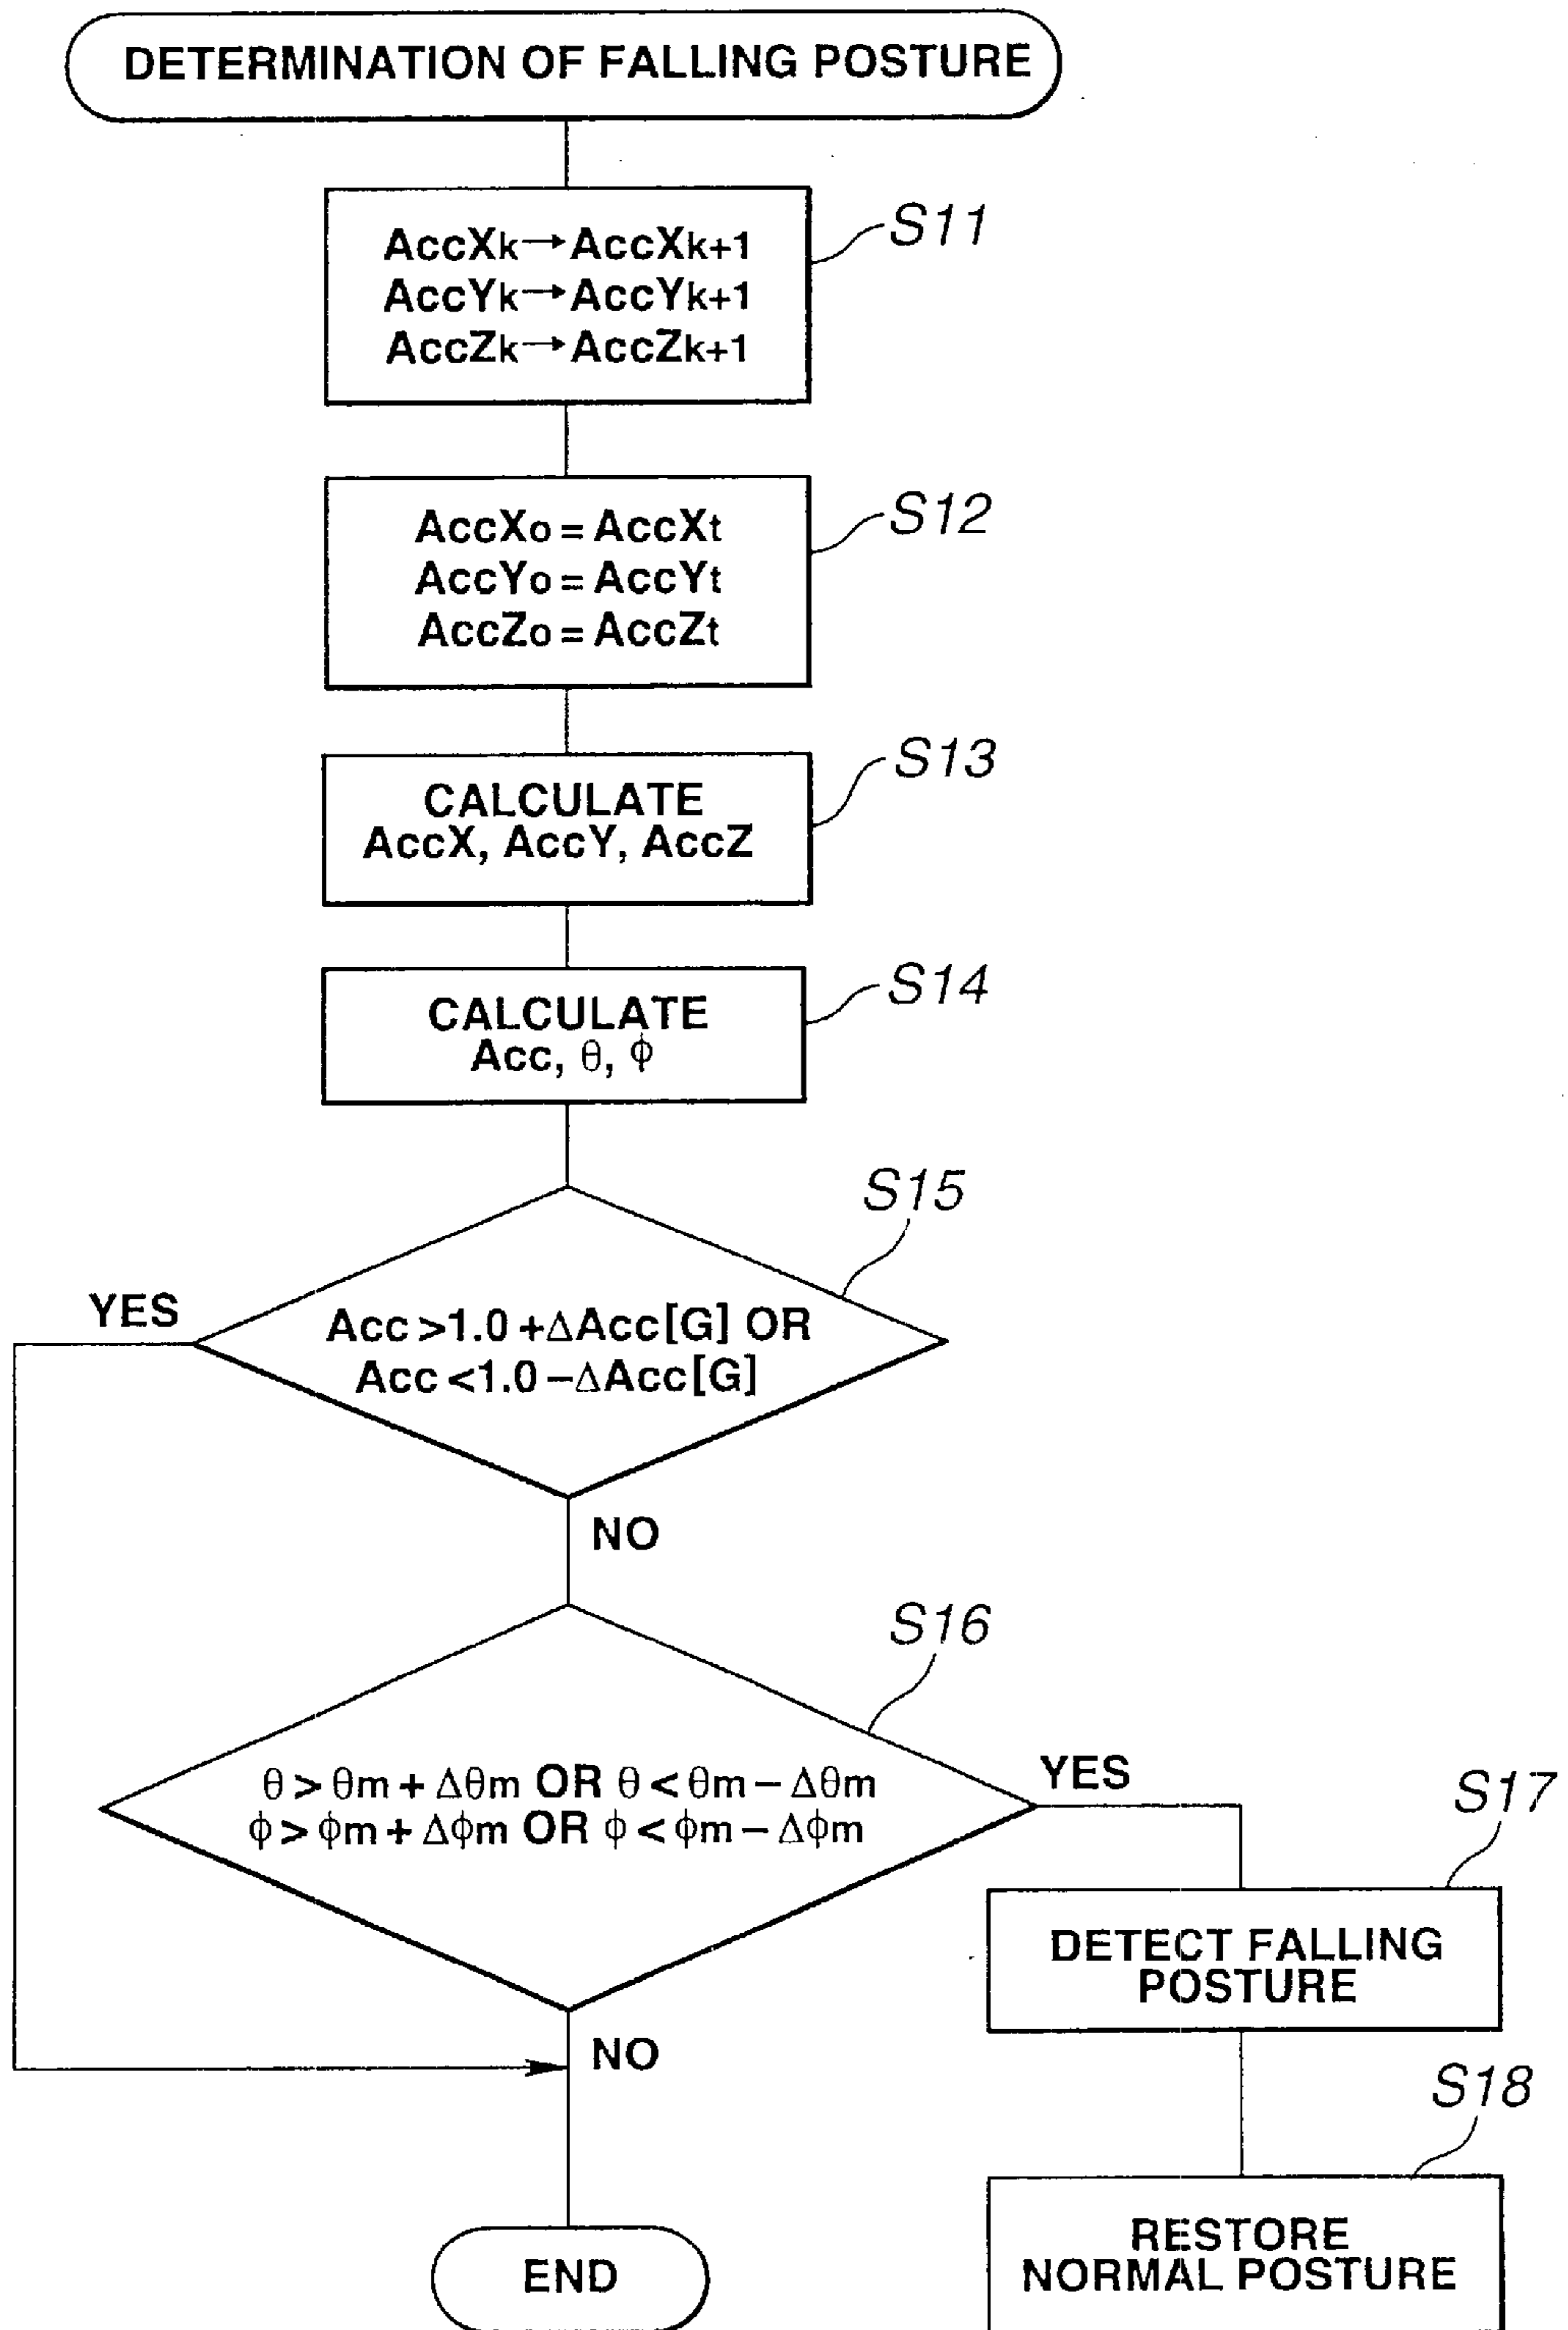 DETERMINATION OF FALLING POSTURE
AccXk→AccXk+1
AccYk→AccYk+1
AccZk→AccZk+1
S11
AccXo = AccXt
AccYo = AccYt
AccZo = AccZt
S12
CALCULATE
AccX, AccY, AccZ
S13
CALCULATE
Acc, θ, ϕ
S14
S15
YES
Acc >1.0 +ΔAcc[G] OR
Acc <1.0 −ΔAcc[G]
NO
S16
θ > θm + Δθm OR θ < θm − Δθm
ϕ > ϕm + Δϕm OR ϕ < ϕm − Δϕm
YES
S17
DETECT FALLING
POSTURE
NO
S18
RESTORE
NORMAL POSTURE
END